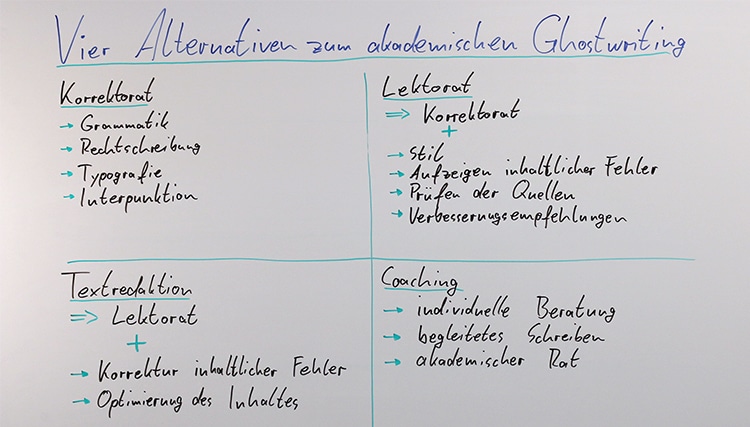 Vier Alternativen zum akademischen Ghostwriting
Korrektorat
→ Grammatik
→ Rechtschreibung
→ Typografie
→ Interpunktion
Lektorat
⇒ Korrektorat
+
→ Stil
→ Aufzeigen inhaltlicher Fehler
→ Prüfen der Quellen
→ Verbesserungsempfehlungen
Textredaktion
⇒ Lektorat
+
→ Korrektur inhaltlicher Fehler
→ Optimierung des Inhaltes
Coaching
→ individuelle Beratung
→ begleitetes Schreiben
→ akademischer Rat